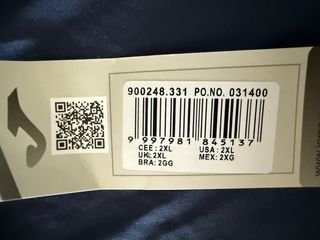 900248.331 PO.NO. 031400
9 997981 845137
CEE: 2XL USA: 2XL
UK: 2XL MEX: 2XG
BRA: 2GG